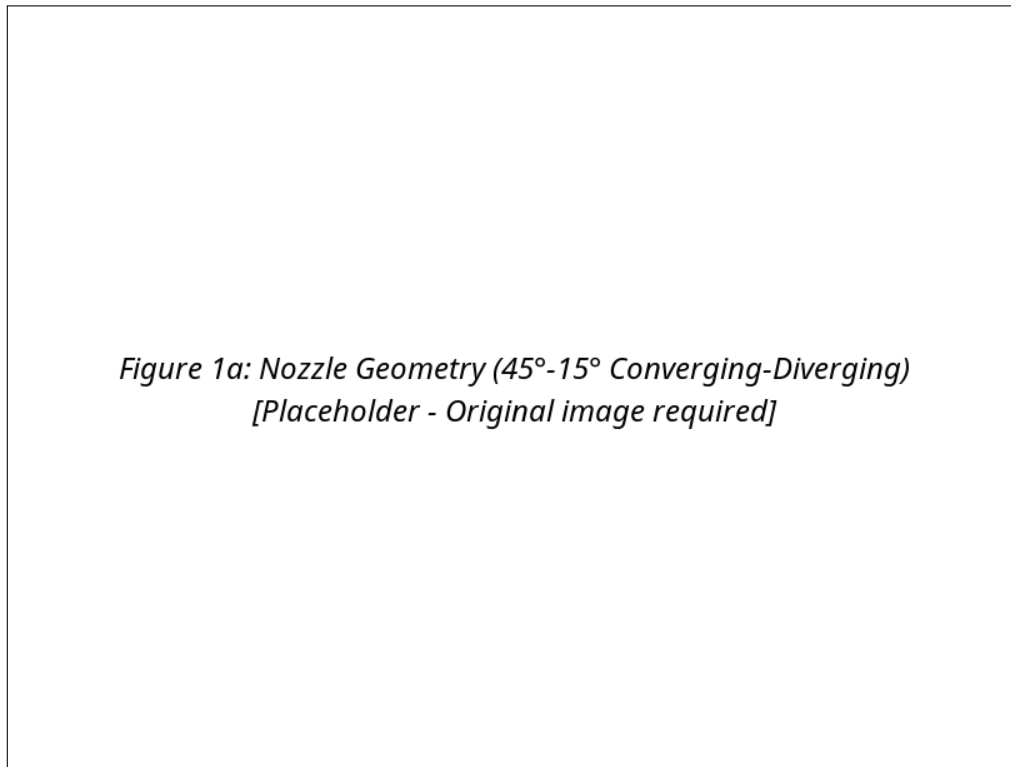 Figure 1a: Nozzle Geometry (45°-15° Converging-Diverging)
[Placeholder - Original image required]